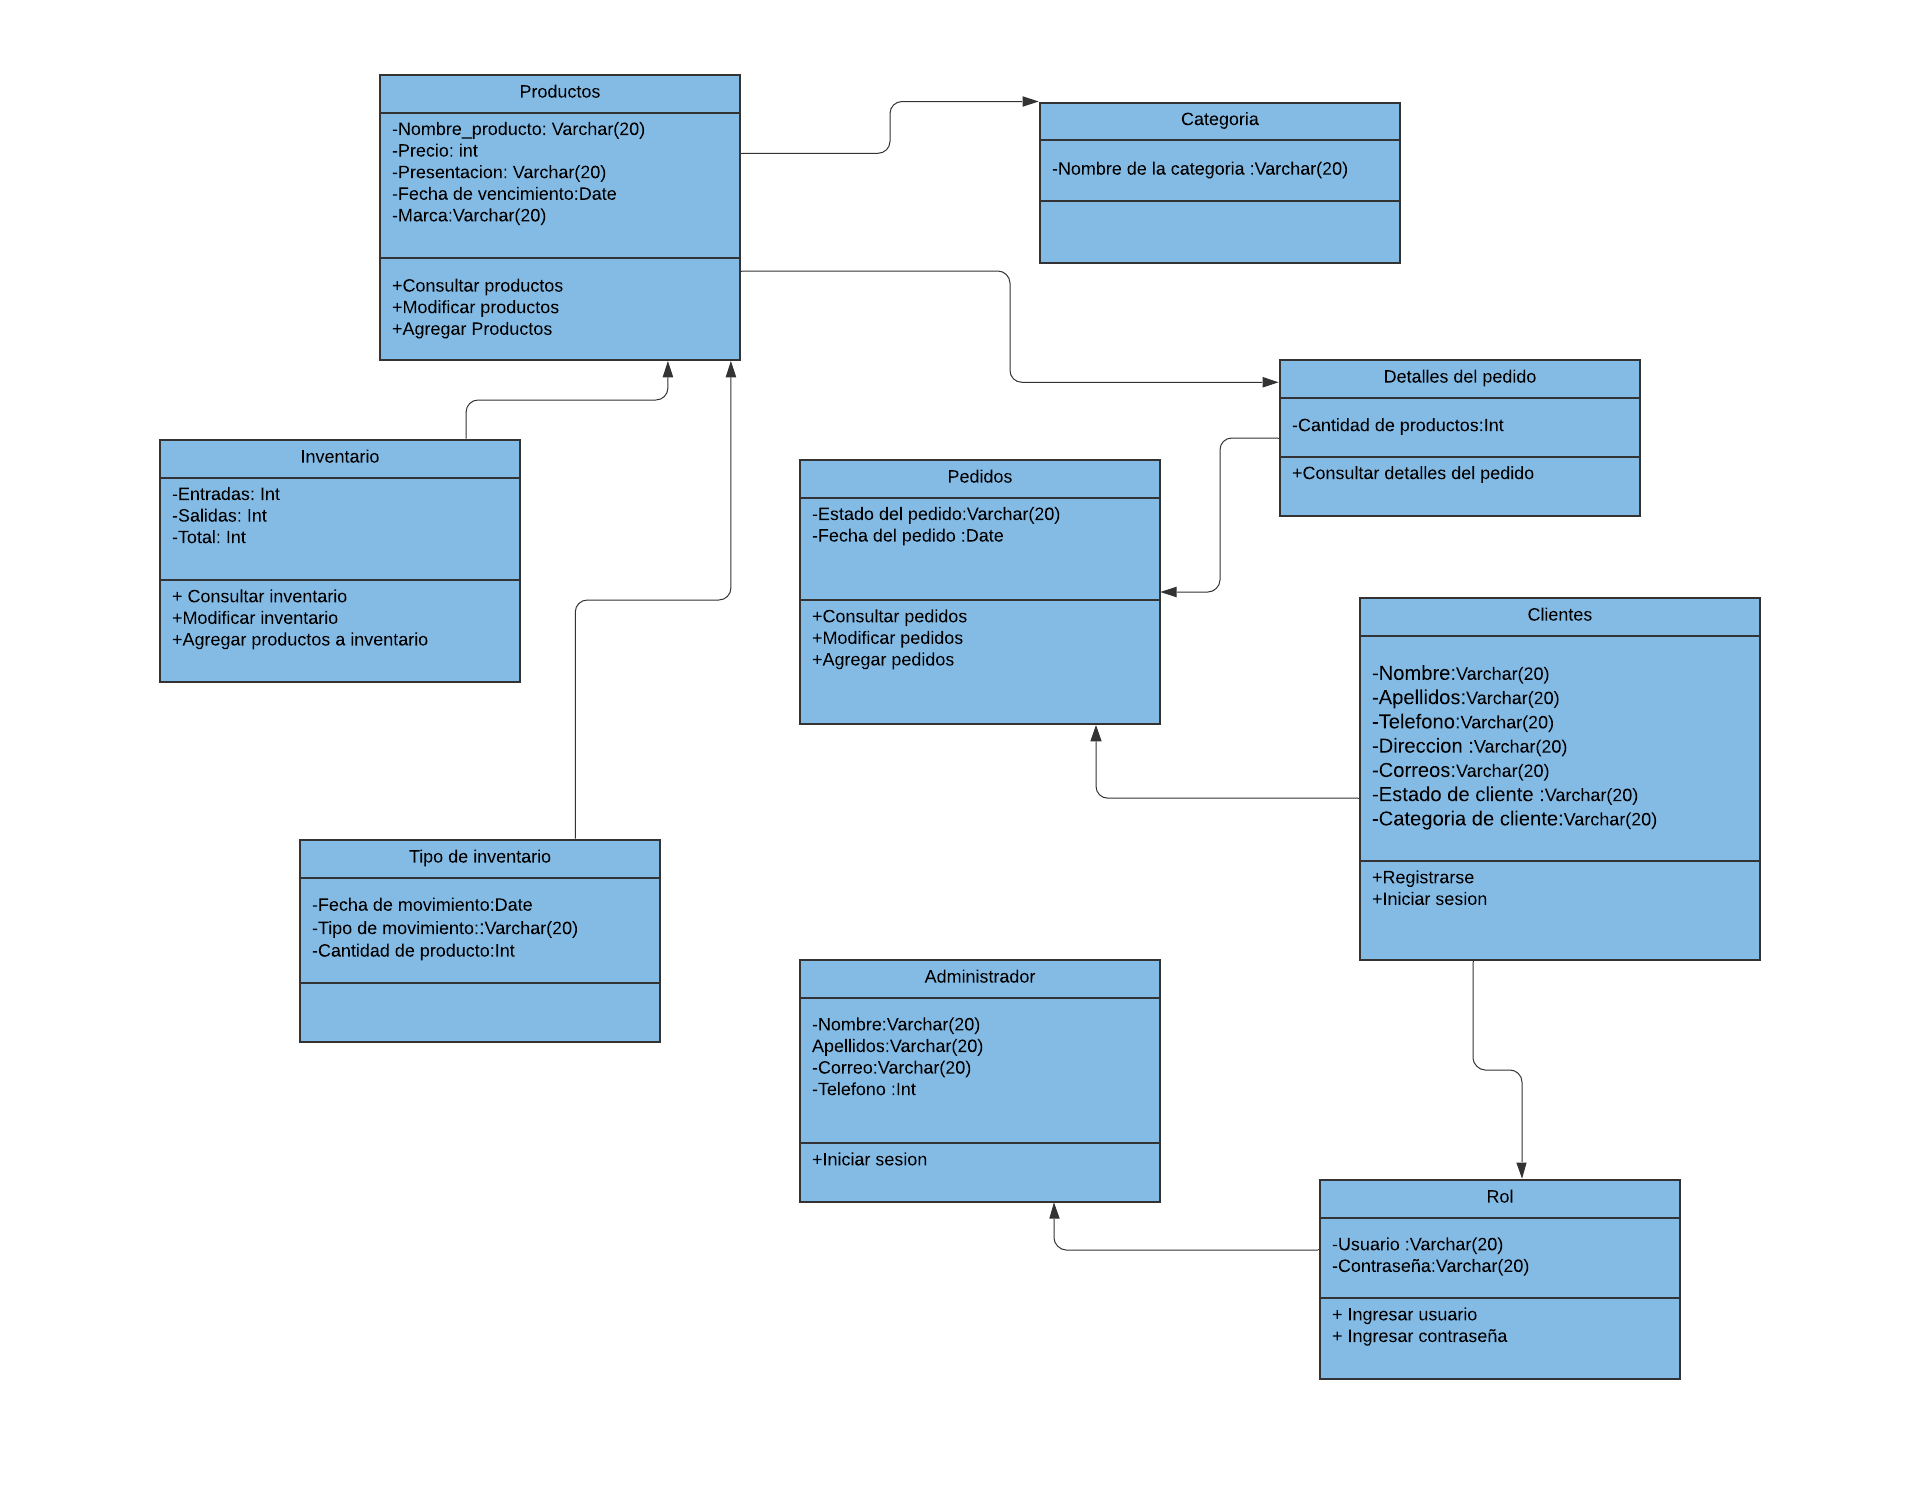 Productos
-Nombre_producto: Varchar(20)
-Precio: int
-Presentacion: Varchar(20)
-Fecha de vencimiento:Date
-Marca:Varchar(20)
+Consultar productos
+Modificar productos
+Agregar Productos
Categoria
-Nombre de la categoria :Varchar(20)
Detalles del pedido
-Cantidad de productos:Int
+Consultar detalles del pedido
Inventario
-Entradas: Int
-Salidas: Int
-Total: Int
+ Consultar inventario
+Modificar inventario
+Agregar productos a inventario
Pedidos
-Estado del pedido:Varchar(20)
-Fecha del pedido :Date
+Consultar pedidos
+Modificar pedidos
+Agregar pedidos
Clientes
-Nombre:Varchar(20)
-Apellidos:Varchar(20)
-Telefono:Varchar(20)
-Direccion :Varchar(20)
-Correos:Varchar(20)
-Estado de cliente :Varchar(20)
-Categoria de cliente:Varchar(20)
+Registrarse
+Iniciar sesion
Tipo de inventario
-Fecha de movimiento:Date
-Tipo de movimiento::Varchar(20)
-Cantidad de producto:Int
Administrador
-Nombre:Varchar(20)
Apellidos:Varchar(20)
-Correo:Varchar(20)
-Telefono :Int
+Iniciar sesion
Rol
-Usuario :Varchar(20)
-Contraseña:Varchar(20)
+ Ingresar usuario
+ Ingresar contraseña